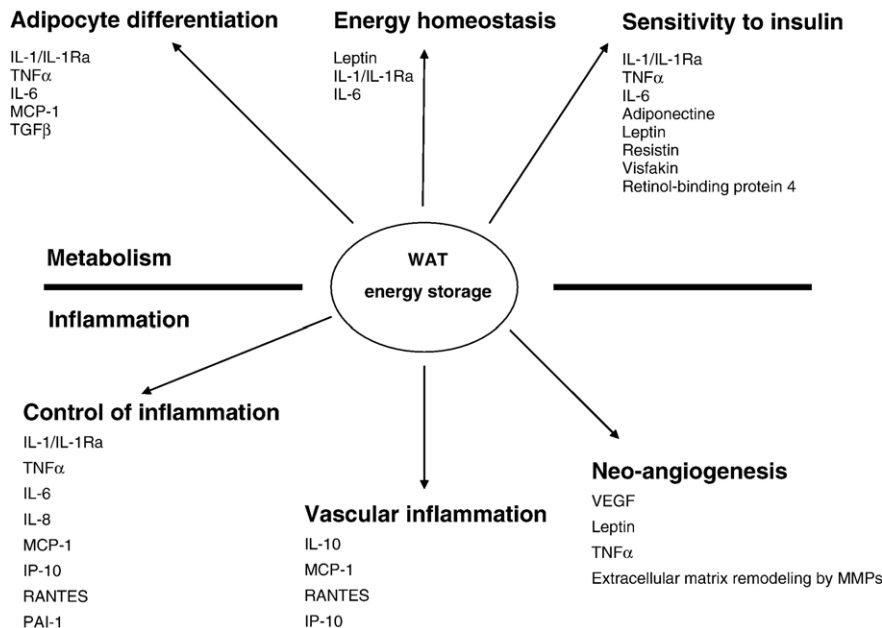 Adipocyte differentiation
IL-1/IL-1Ra
TNFα
IL-6
MCP-1
TGFβ
Energy homeostasis
Leptin
IL-1/IL-1Ra
IL-6
Sensitivity to insulin
IL-1/IL-1Ra
TNFα
IL-6
Adiponectine
Leptin
Resistin
Visfakin
Retinol-binding protein 4
Metabolism
WAT
energy storage
Inflammation
Control of inflammation
IL-1/IL-1Ra
TNFα
IL-6
IL-8
MCP-1
IP-10
RANTES
PAI-1
Vascular inflammation
IL-10
MCP-1
RANTES
IP-10
Neo-angiogenesis
VEGF
Leptin
TNFα
Extracellular matrix remodeling by MMPs